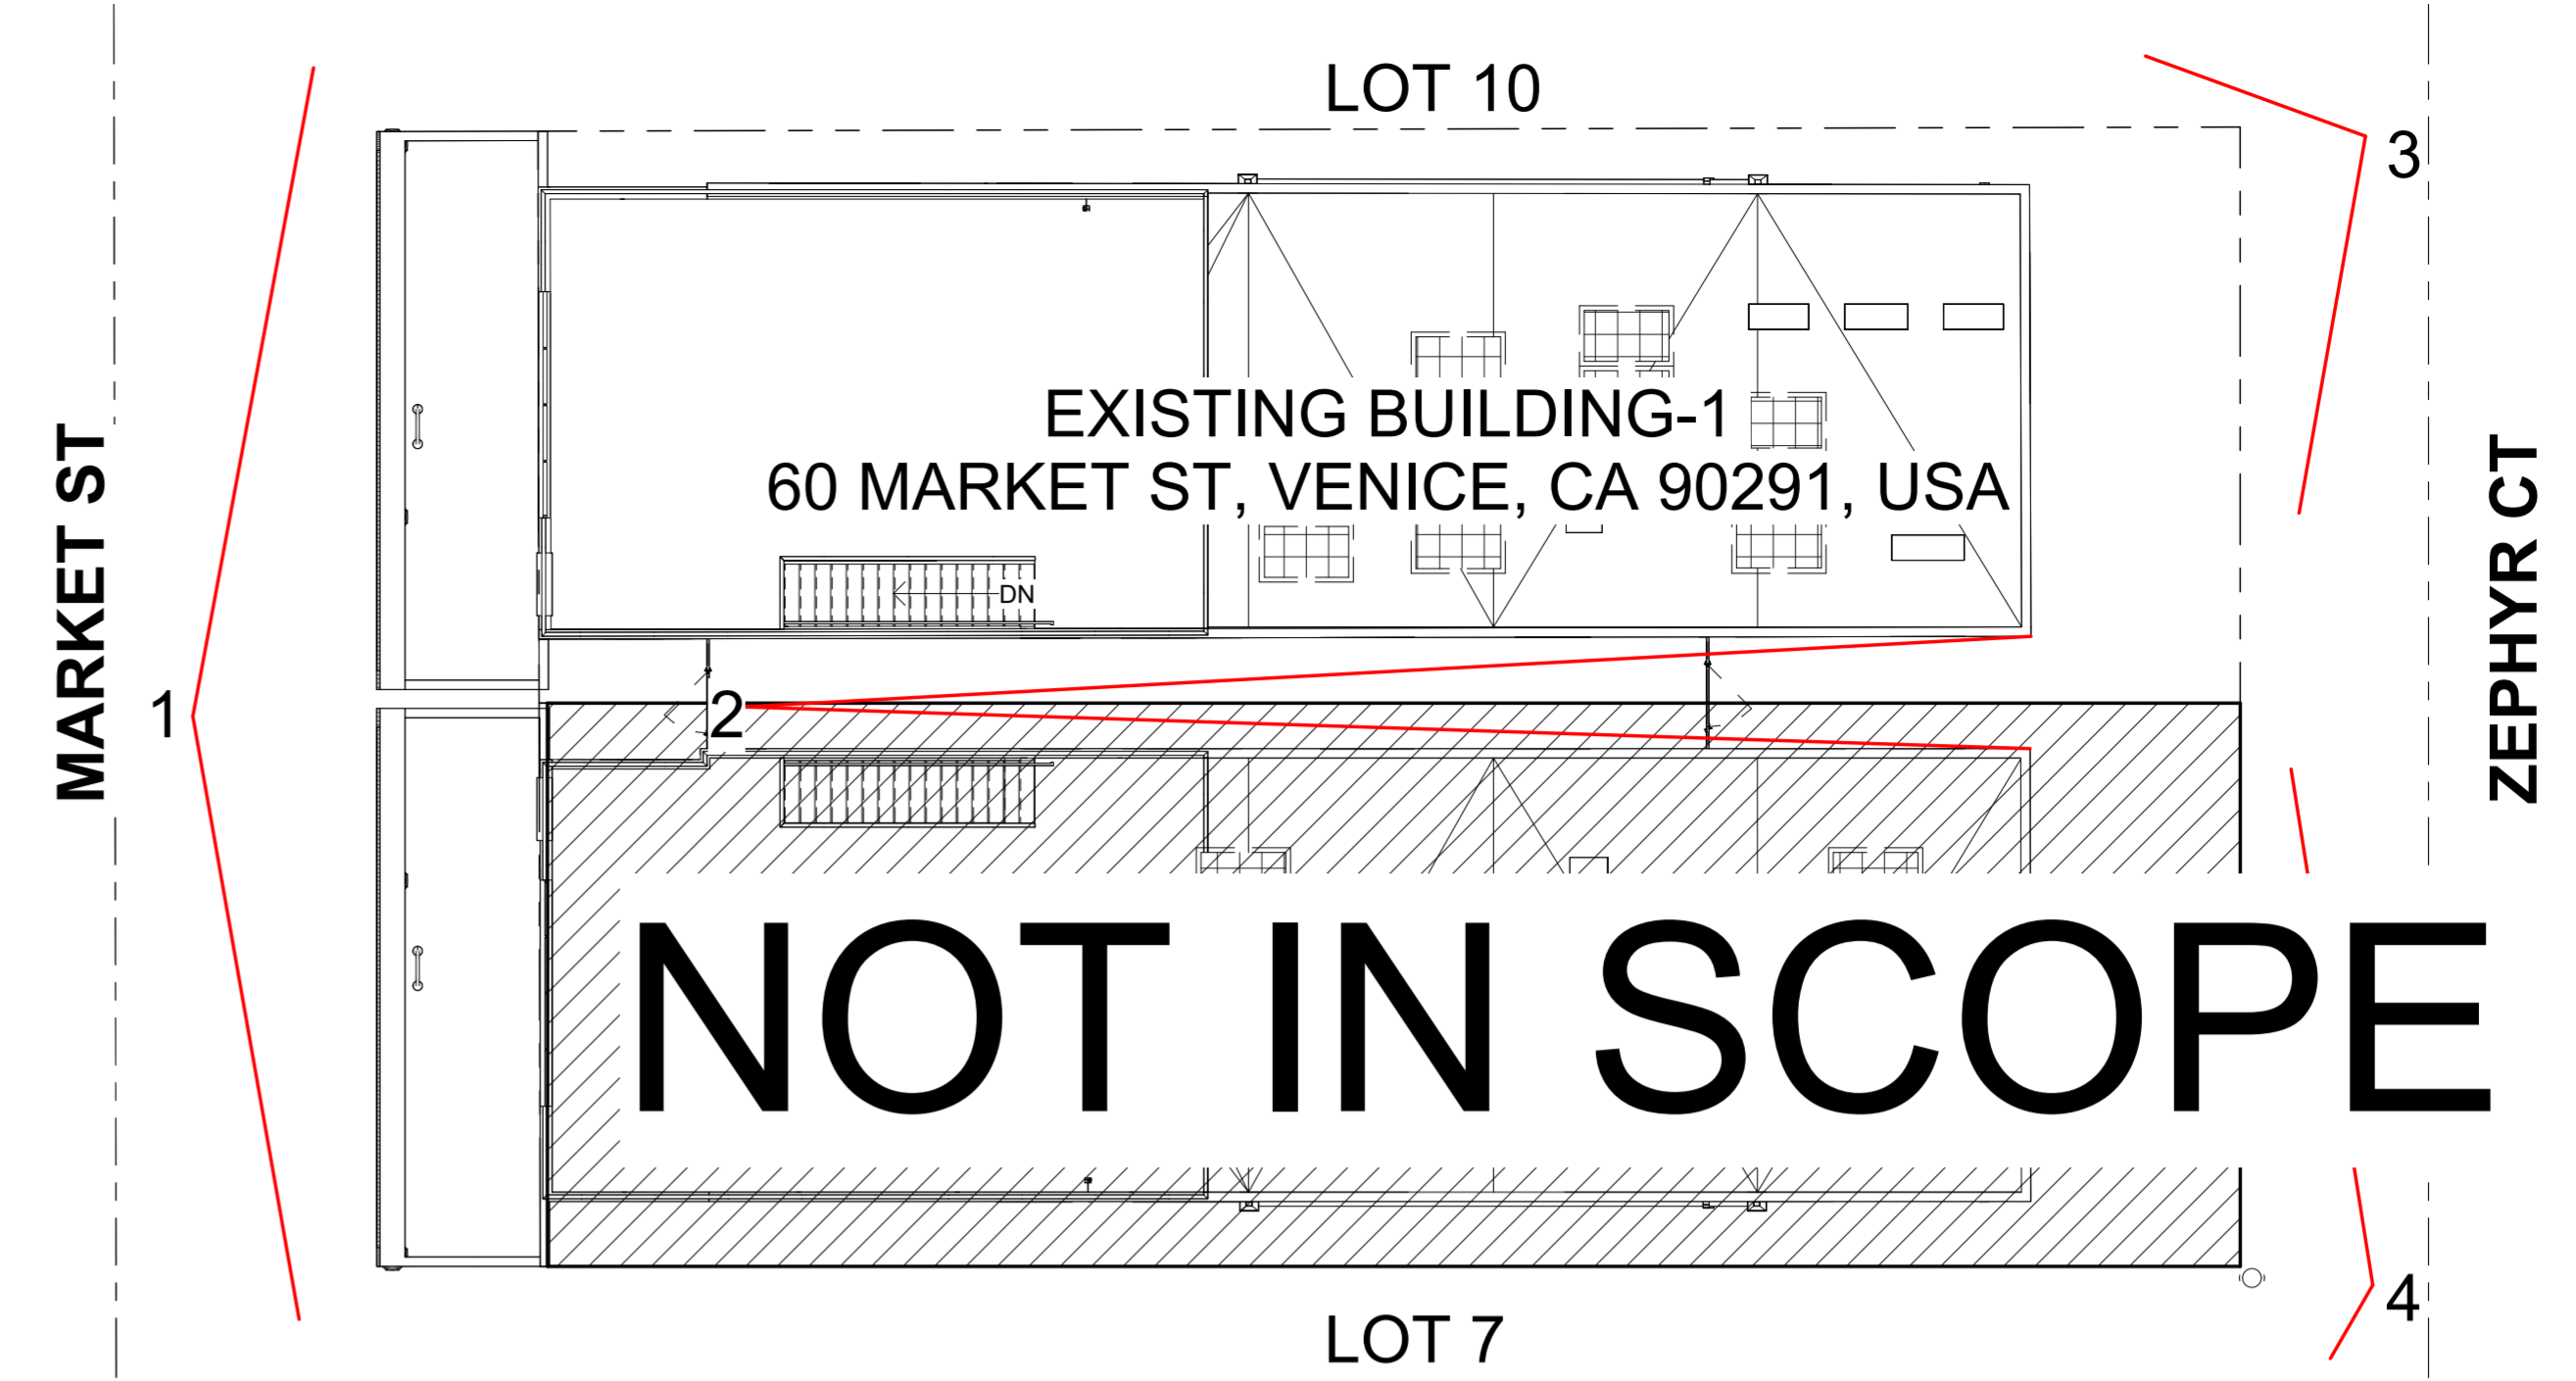 LOT 10
3
EXISTING BUILDING-1
60 MARKET ST, VENICE, CA 90291, USA
MARKET ST
ZEPHYR CT
DN
1
2
NOT IN SCOPE
4
LOT 7